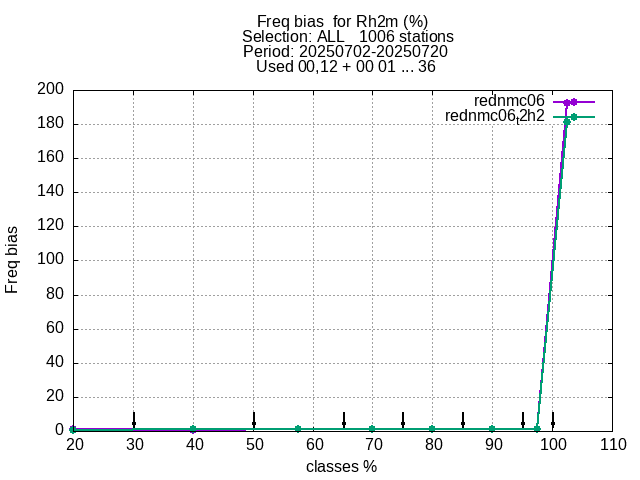 Freq bias  for Rh2m (%)
Selection: ALL   1006 stations
Period: 20250702-20250720
Used 00,12 + 00 01 ... 36
rednmc06
rednmc06,2h2
200
180
160
140
120
100
80
60
40
20
0
Freq bias
20 30 40 50 60 70 80 90 100 110
classes %